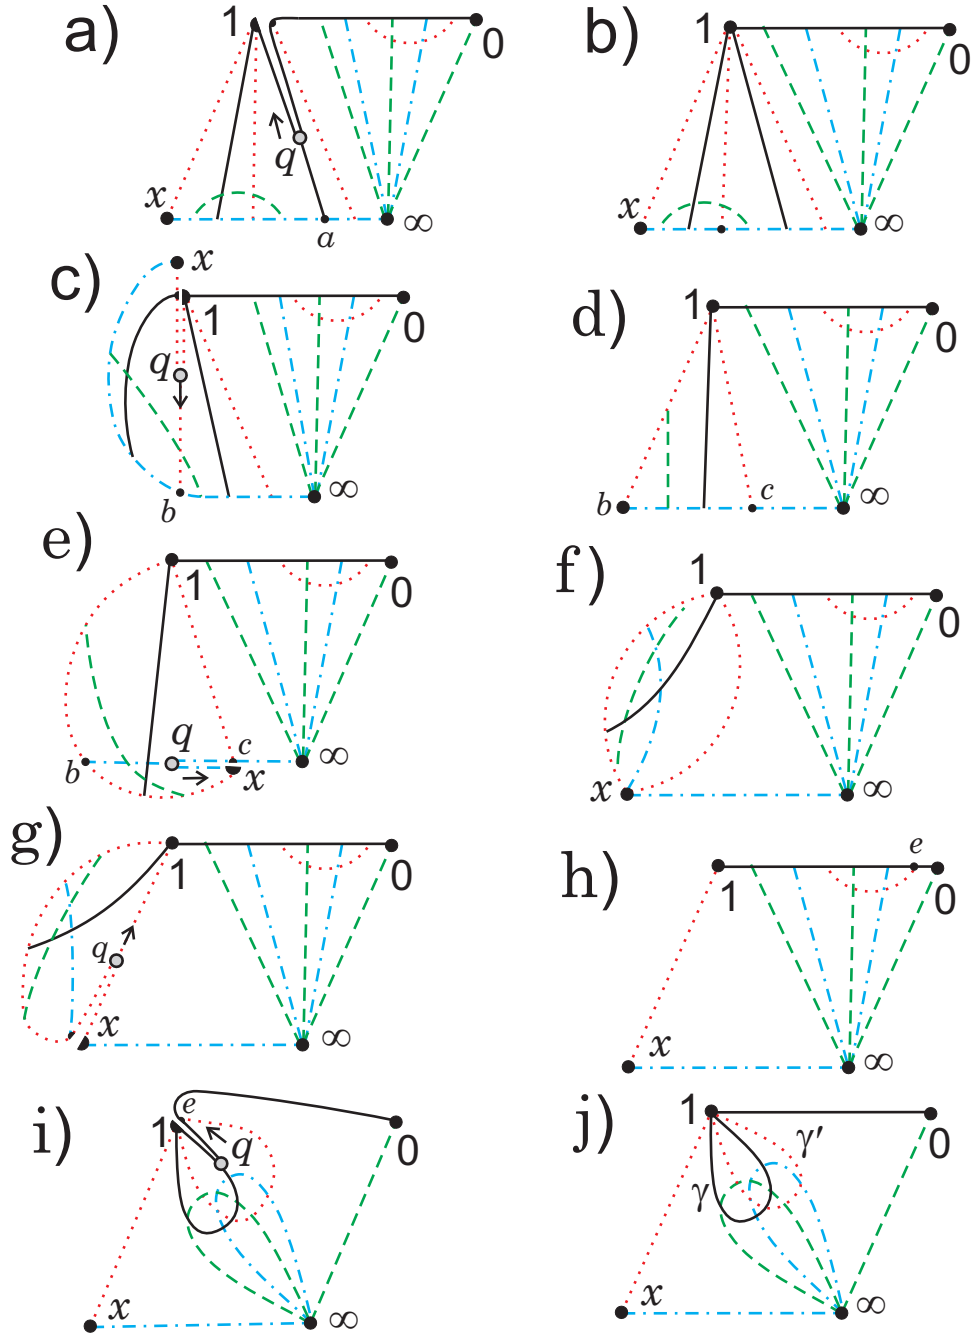 a) 1 0 q x a ∞
b) 1 0 x ∞
c) x 1 0 q b ∞
d) 1 0 b c ∞
e) 1 0 q c b x ∞
f) 1 0 x ∞
g) 1 0 q x ∞
h) e 1 0 x ∞
i) e 1 q 0 x ∞
j) 1 γ′ 0 γ x ∞